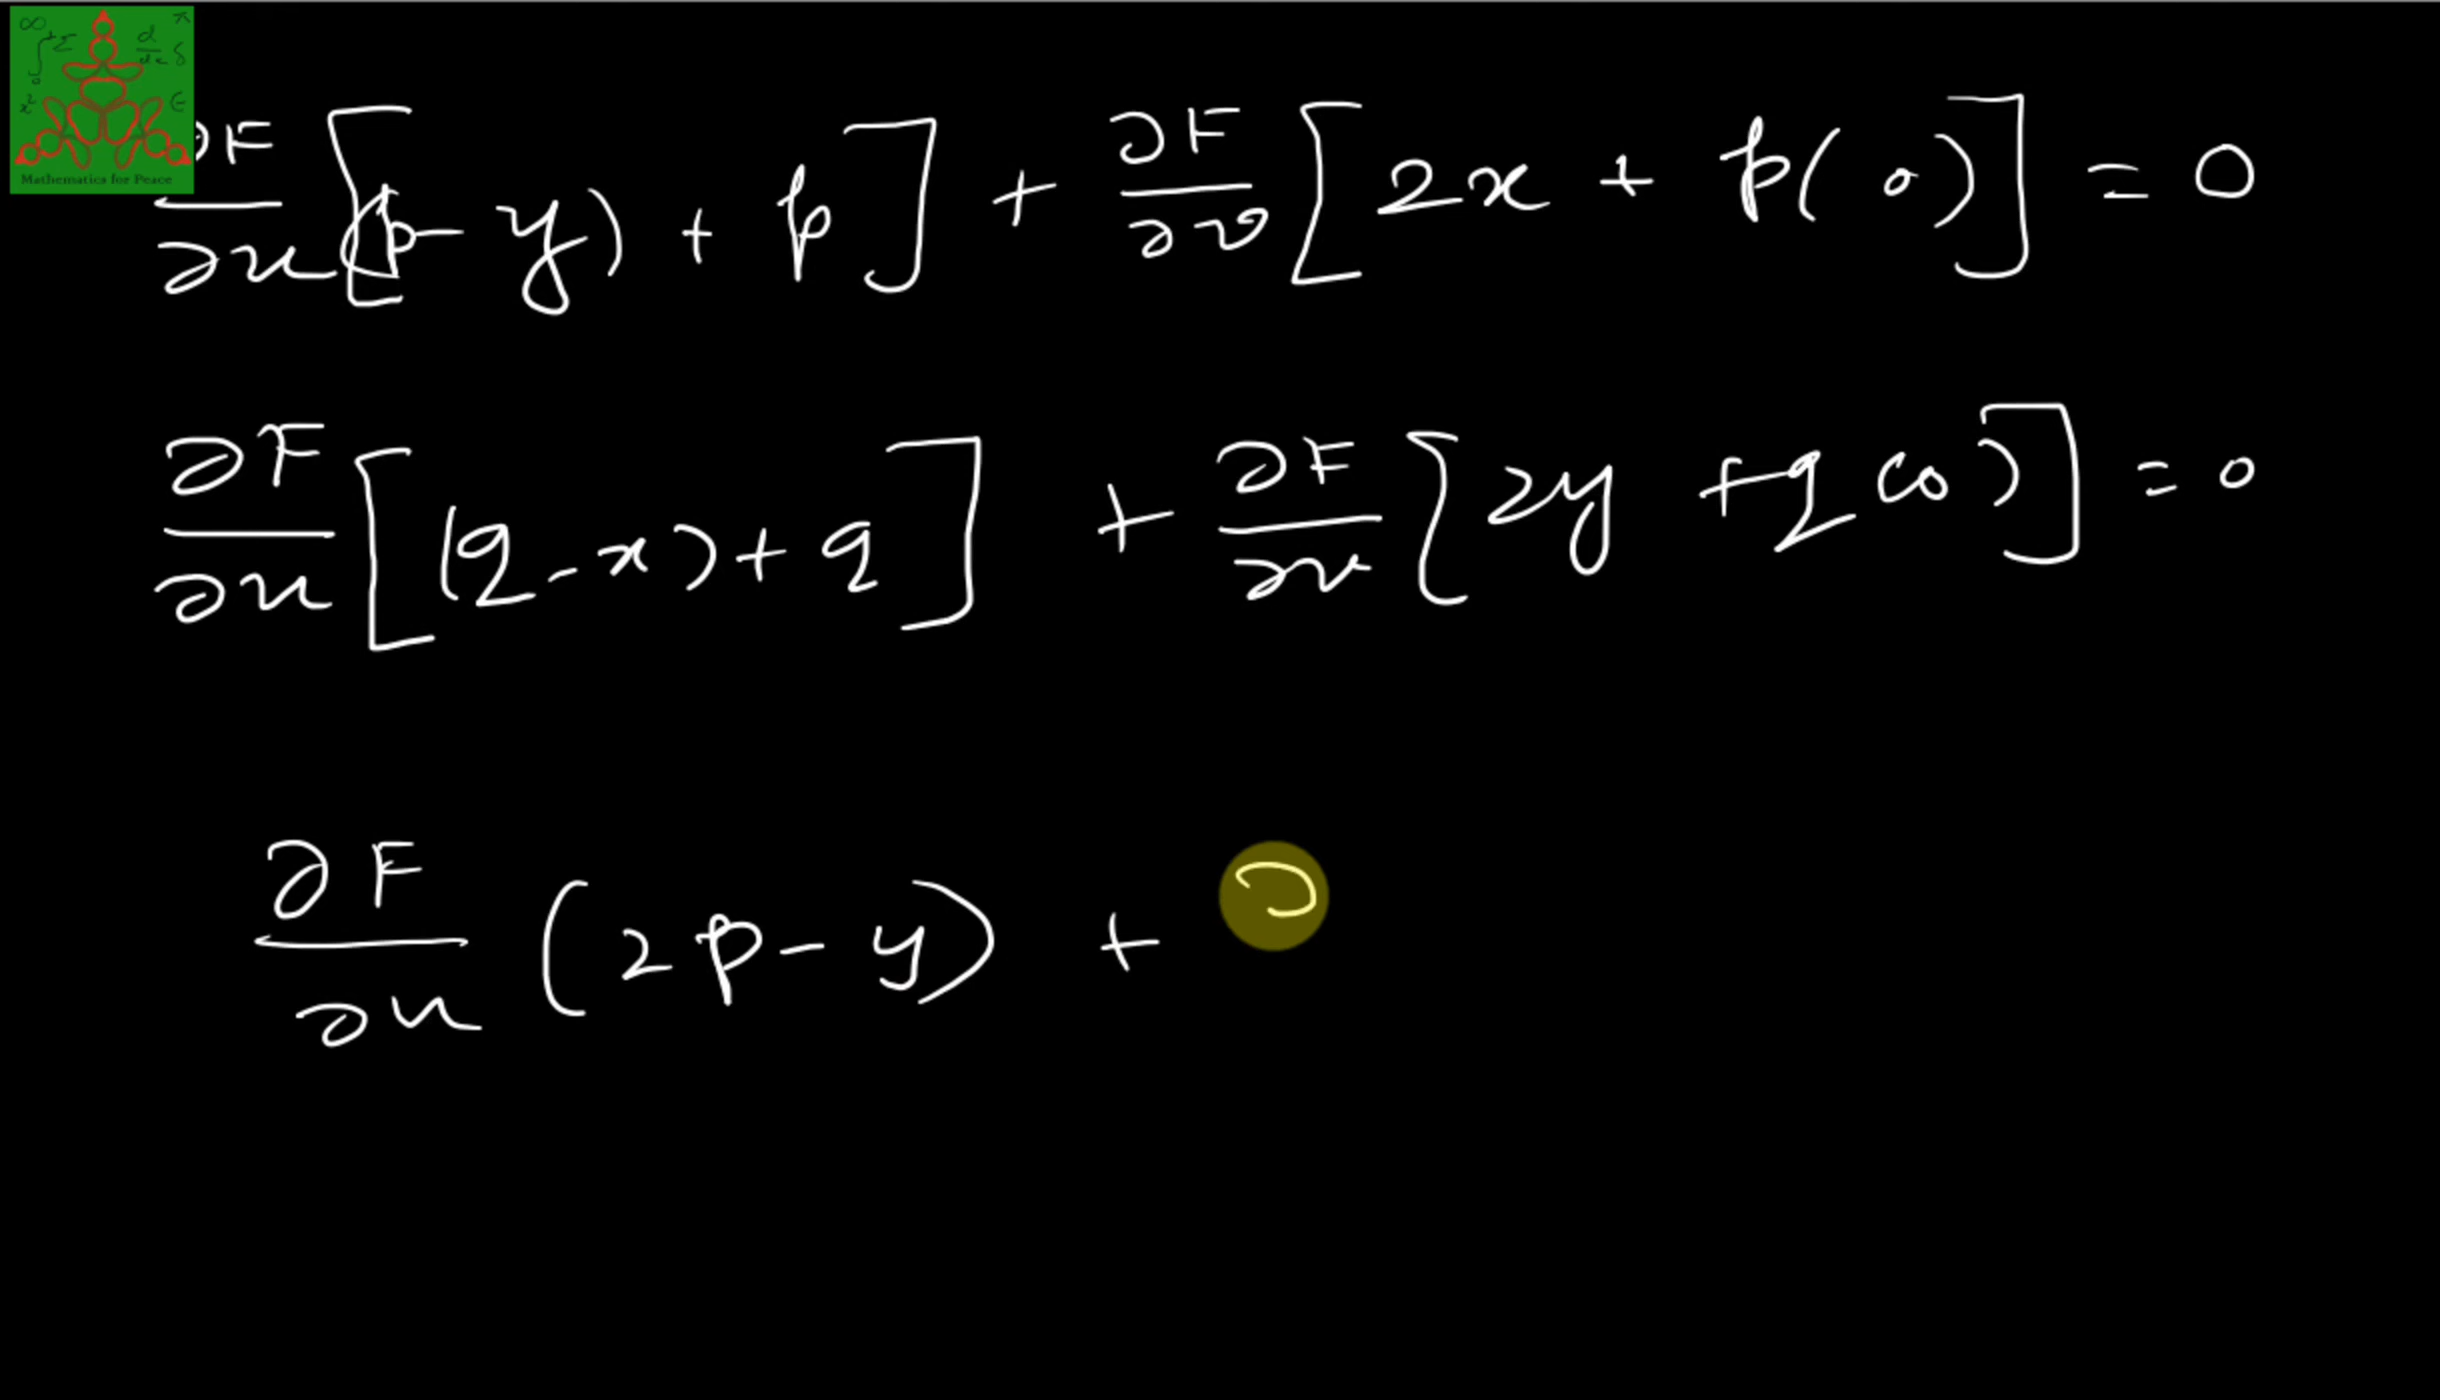 Mathematics for Peace
∂F/∂u [(p - y) + p] + ∂F/∂v [2x + p(0)] = 0
∂F/∂u [(q - x) + q] + ∂F/∂v [2y + q(0)] = 0
∂F/∂u (2p - y) +